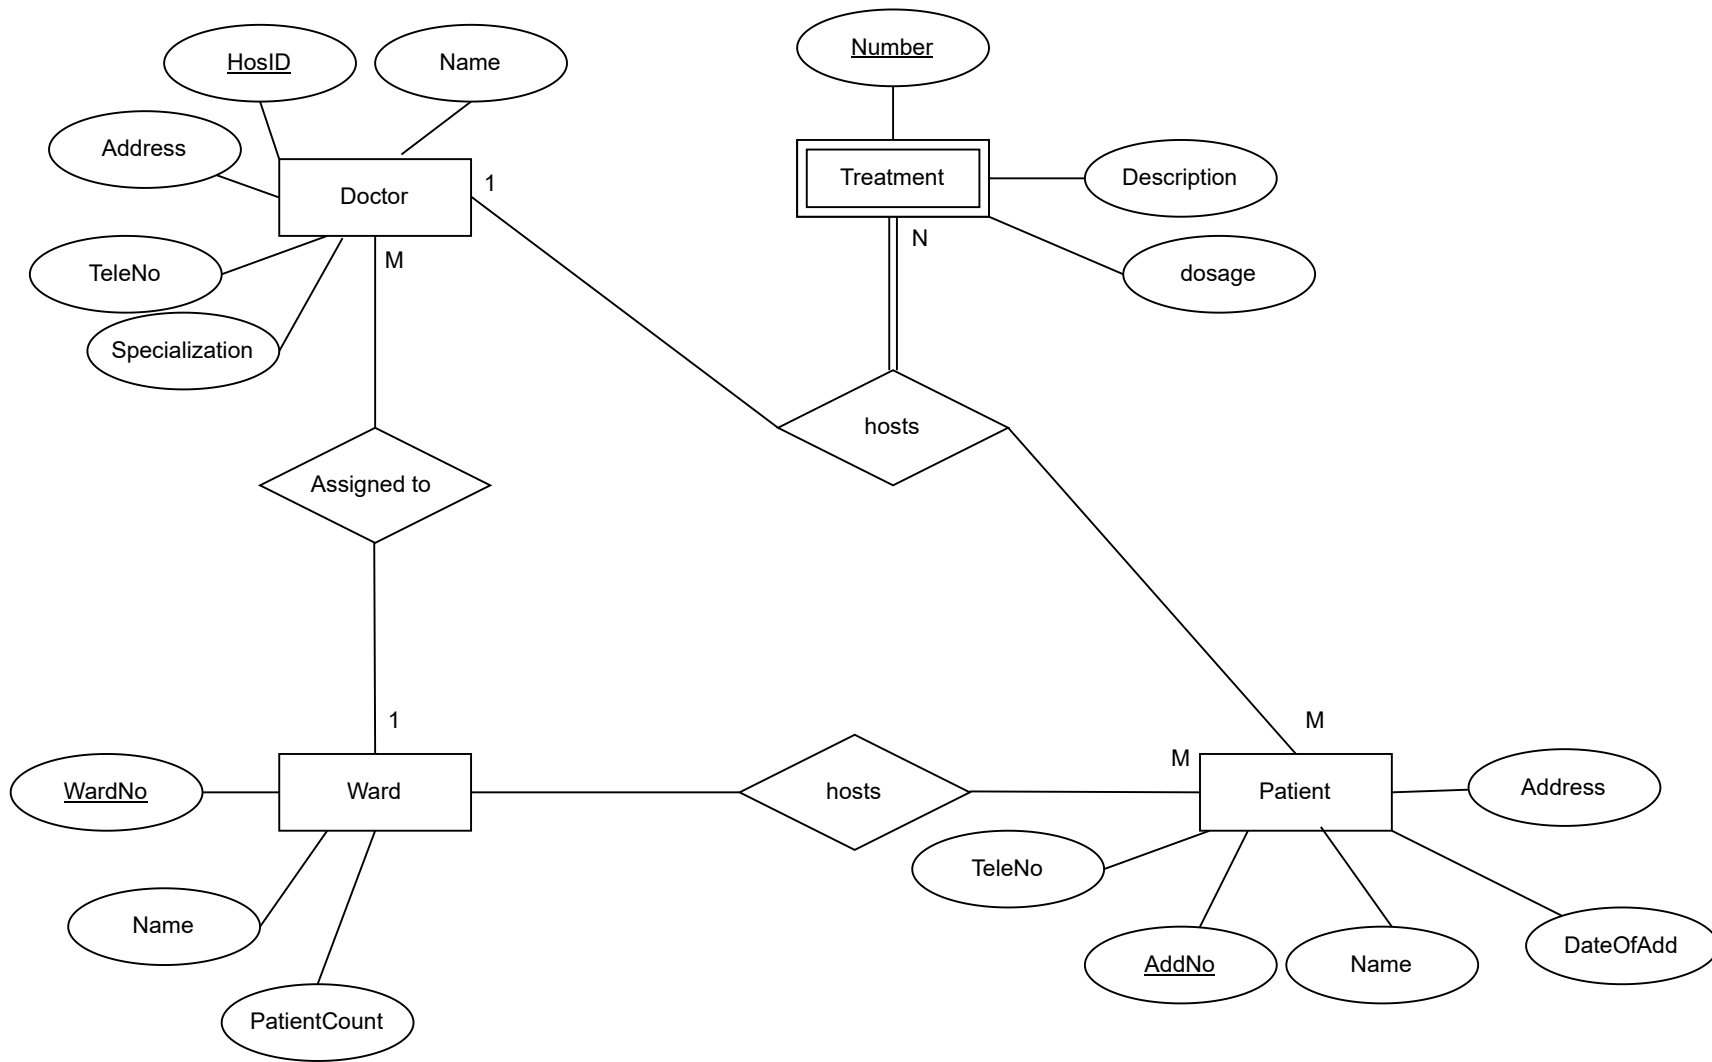 Number
HosID
Name
Address
Treatment
Description
Doctor
1
N
M
TeleNo
dosage
Specialization
hosts
Assigned to
1
M
M
WardNo
Ward
hosts
Patient
Address
TeleNo
Name
AddNo
Name
DateOfAdd
PatientCount